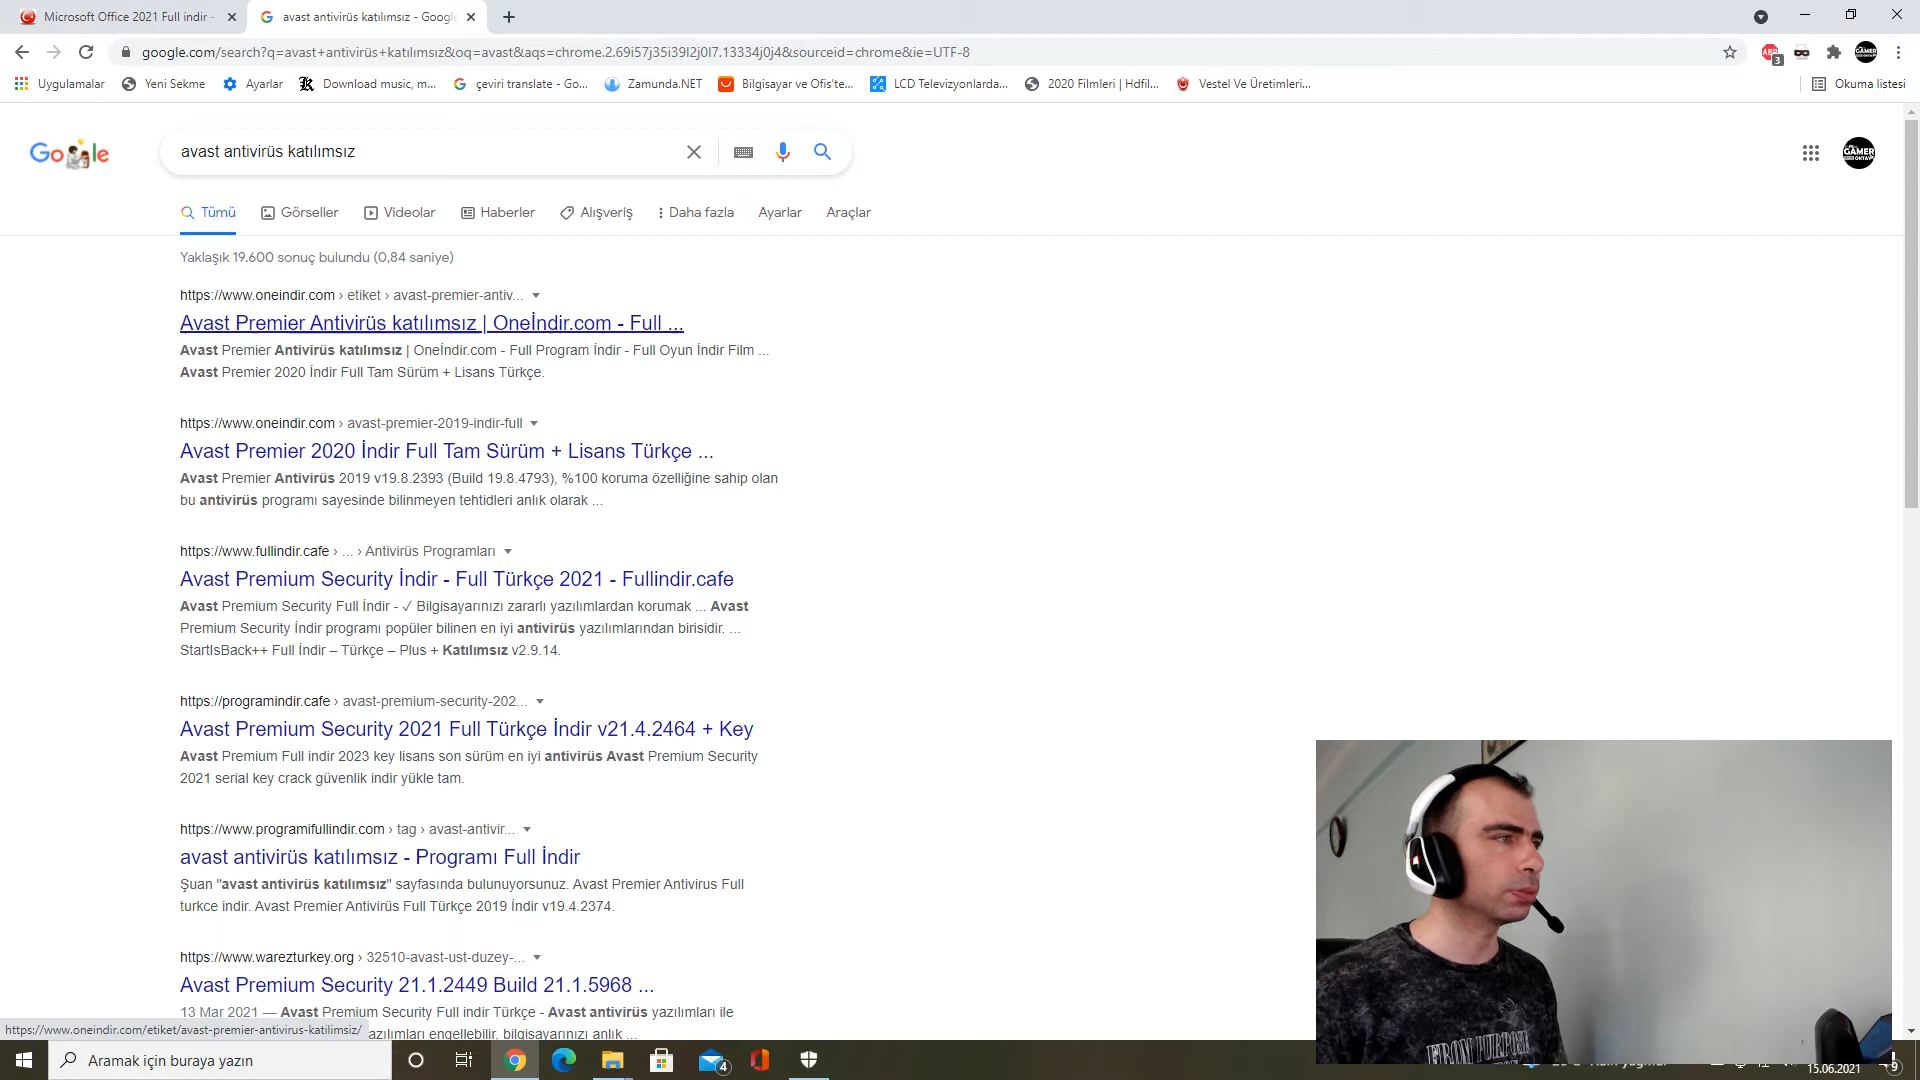 Microsoft Office 2021 Full indir -
avast antivirüs katılımsız - Google
google.com/search?q=avast+antivirüs+katılımsız&oq=avast&aqs=chrome.2.69i57j35i39l2j0l7.13334j0j4&sourceid=chrome&ie=UTF-8
ABP 3
Uygulamalar Yeni Sekme Ayarlar Download music, m... çeviri translate - Go... Zamunda.NET Bilgisayar ve Ofis'te... LCD Televizyonlarda... 2020 Filmleri | Hdfil... Vestel Ve Üretimleri... Okuma listesi
avast antivirüs katılımsız
GAMER OKTAY
Tümü Görseller Videolar Haberler Alışveriş Daha fazla Ayarlar Araçlar
Yaklaşık 19.600 sonuç bulundu (0,84 saniye)
https://www.oneindir.com › etiket › avast-premier-antiv...
Avast Premier Antivirüs katılımsız | Oneİndir.com - Full ...
Avast Premier Antivirüs katılımsız | Oneİndir.com - Full Program İndir - Full Oyun İndir Film ...
Avast Premier 2020 İndir Full Tam Sürüm + Lisans Türkçe.
https://www.oneindir.com › avast-premier-2019-indir-full
Avast Premier 2020 İndir Full Tam Sürüm + Lisans Türkçe ...
Avast Premier Antivirüs 2019 v19.8.2393 (Build 19.8.4793), %100 koruma özelliğine sahip olan
bu antivirüs programı sayesinde bilinmeyen tehtidleri anlık olarak ...
https://www.fullindir.cafe › ... › Antivirüs Programları
Avast Premium Security İndir - Full Türkçe 2021 - Fullindir.cafe
Avast Premium Security Full İndir - ✓ Bilgisayarınızı zararlı yazılımlardan korumak ... Avast
Premium Security İndir programı popüler bilinen en iyi antivirüs yazılımlarından birisidir. ...
StartIsBack++ Full İndir – Türkçe – Plus + Katılımsız v2.9.14.
https://programindir.cafe › avast-premium-security-202...
Avast Premium Security 2021 Full Türkçe İndir v21.4.2464 + Key
Avast Premium Full indir 2023 key lisans son sürüm en iyi antivirüs Avast Premium Security
2021 serial key crack güvenlik indir yükle tam.
https://www.programifullindir.com › tag › avast-antivir...
avast antivirüs katılımsız - Programı Full İndir
Şuan "avast antivirüs katılımsız" sayfasında bulunuyorsunuz. Avast Premier Antivirus Full
turkce indir. Avast Premier Antivirüs Full Türkçe 2019 İndir v19.4.2374.
https://www.warezturkey.org › 32510-avast-ust-duzey-...
Avast Premium Security 21.1.2449 Build 21.1.5968 ...
13 Mar 2021 — Avast Premium Security Full indir Türkçe - Avast antivirüs yazılımları ile
https://www.oneindir.com/etiket/avast-premier-antivirus-katilimsiz/
azılımları engellebilir, bilgisayarınızı anlık ...
FROM PURPOSE
Aramak için buraya yazın
4
15.06.2021
9